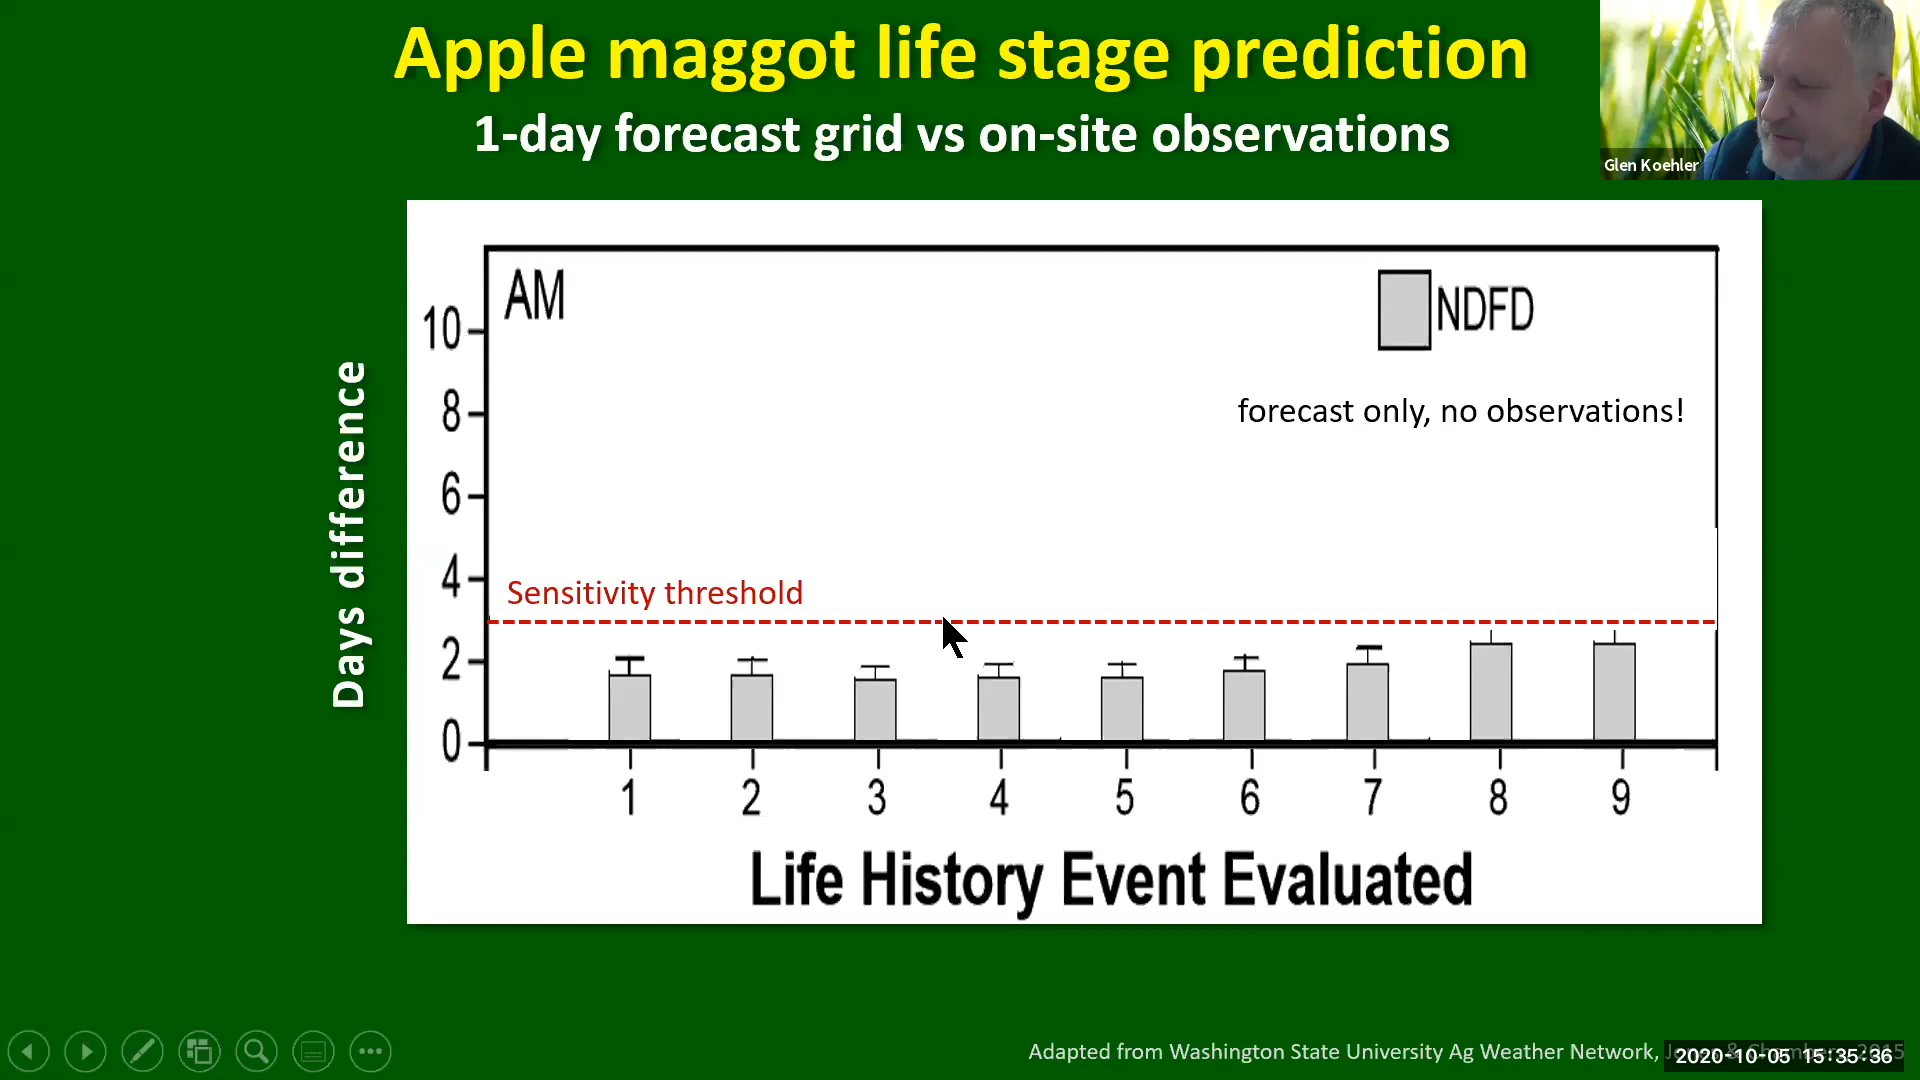 Apple maggot life stage prediction
1-day forecast grid vs on-site observations
Glen Koehler
AM
NDFD
forecast only, no observations!
Days difference
10
8
6
4
2
0
Sensitivity threshold
1 2 3 4 5 6 7 8 9
Life History Event Evaluated
Adapted from Washington State University Ag Weather Network,
2020-10-05 15:35:36